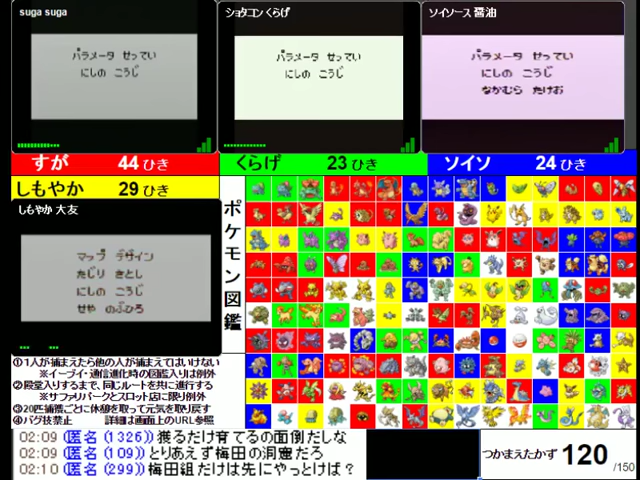 suga suga
パラメータ せってい
にしの こうじ
ショタコン くらげ
パラメータ せってい
にしの こうじ
ソイソース 醤油
パラメータ せってい
にしの こうじ
なかむら たけお
すが 44 ひき
くらげ 23 ひき
ソイソ 24 ひき
しもやか 29 ひき
しもやか 大友
マップ デザイン
たじり さとし
にしの こうじ
せや のぶひろ
ポケモン図鑑
①1人が捕まえたら他の人が捕まえてはいけない
※イーブイ・通信進化時の図鑑入りは例外
②殿堂入りするまで、同じルートを共に進行する
※サファリパークとスロット店に限り別外
③20匹捕獲ごとに休憩を取って元気を取り戻す
④バグ技禁止 詳細は画面上のURL参照
02:09 (匿名(1326)) 獲るだけ育てるの面倒だしな
02:09 (匿名(109)) とりあえず梅田の洞窟だろ
02:10 (匿名(299)) 梅田組だけは先にやっとけば？
つかまえたかず 120 /150